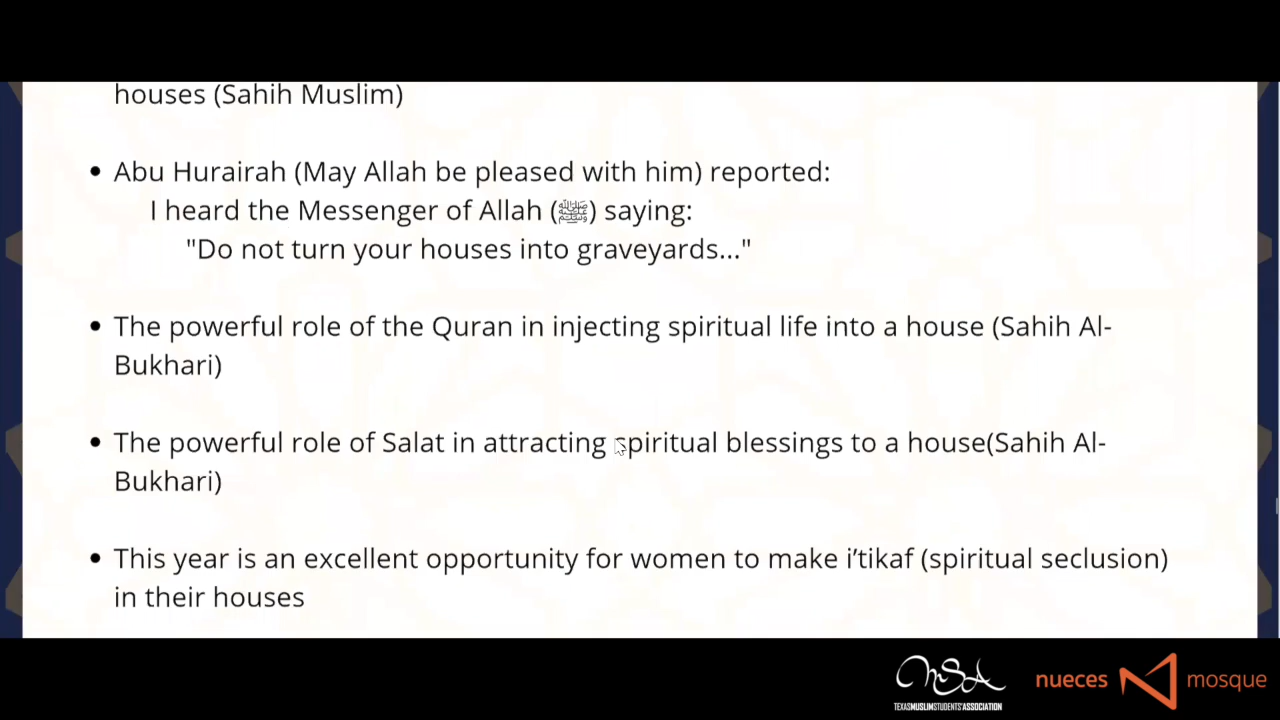 houses (Sahih Muslim)
• Abu Hurairah (May Allah be pleased with him) reported:
I heard the Messenger of Allah (ﷺ) saying:
"Do not turn your houses into graveyards..."
• The powerful role of the Quran in injecting spiritual life into a house (Sahih Al-
Bukhari)
• The powerful role of Salat in attracting spiritual blessings to a house(Sahih Al-
Bukhari)
• This year is an excellent opportunity for women to make i’tikaf (spiritual seclusion)
in their houses
MSA
TEXASMUSLIMSTUDENTS'ASSOCIATION
nueces mosque